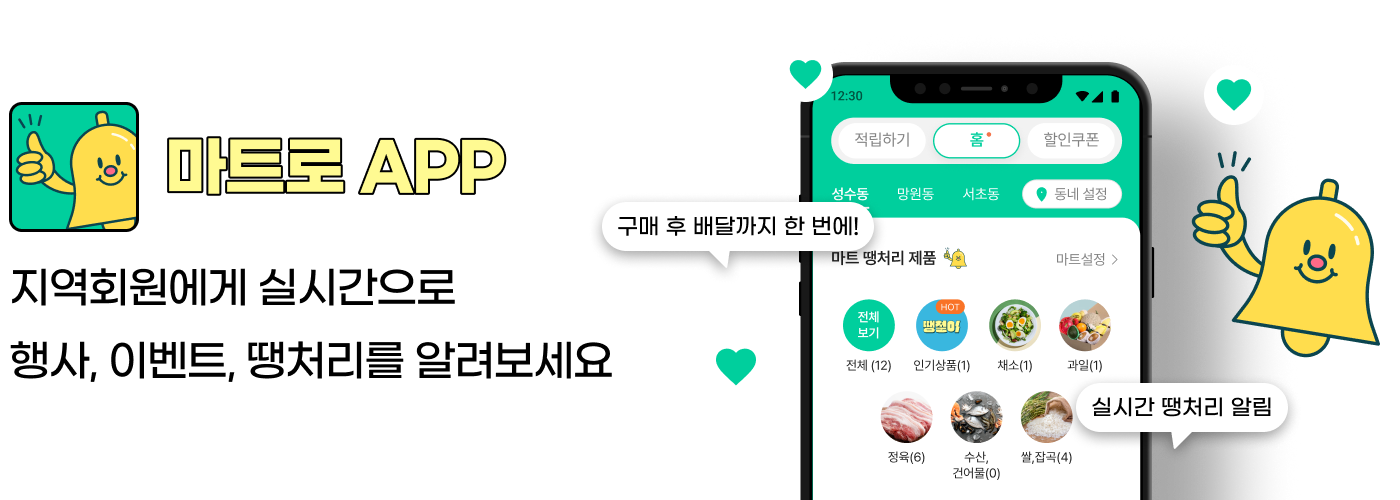 마트로 APP
지역회원에게 실시간으로
행사, 이벤트, 땡처리를 알려보세요
구매 후 배달까지 한 번에!
12:30
적립하기 홈 할인쿠폰
성수동 망원동 서초동 동네 설정
마트 땡처리 제품 마트설정 >
전체
보기
HOT
땡철이
전체 (12) 인기상품(1) 채소(1) 과일(1)
실시간 땡처리 알림
정육(6) 수산,
건어물(0) 쌀,잡곡(4)